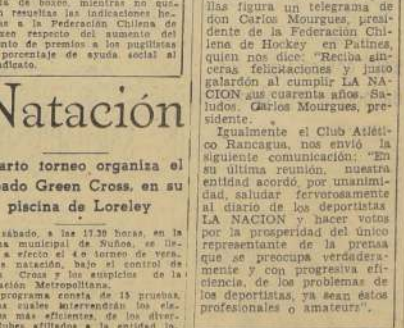 de boxeo, mientras no que-
resueltas las indicaciones he-
a la Federación Chilena de
respecto del aumento del
de premios a los pugilistas
porcentaje de ayuda social al
Natación
arto torneo organiza el
ado Green Cross, en su
piscina de Loreley
sábado, a las 17.30 horas, en la
municipal de Ñuñoa, se lle-
a efecto el 4.o torneo de vera-
natación, bajo el control de
Cross y los auspicios de la
ación Metropolitana.
programa consta de 15 pruebas,
cuales intervendrán los ele-
más eficientes, de los diver-
afiliados a la entidad
llas figura un telegrama de
don Carlos Mourgues, presi-
dente de la Federación Chi-
lena de Hockey en Patines,
quien nos dice: "Reciba sin-
ceras felicitaciones y justo
galardón al cumplir LA NA-
CION sus cuarenta años. Sa-
ludos. Carlos Mourgues, pre-
sidente.
Igualmente el Club Atléti-
co Rancagua, nos envió la
siguiente comunicación: "En
su última reunión, nuestra
entidad acordó, por unanimi-
dad, saludar fervorosamente
al diario de los deportistas
LA NACION y hacer votos
por la prosperidad del único
representante de la prensa
que se preocupa verdadera-
mente y con progresiva efi-
ciencia, de los problemas de
los deportistas, ya sean éstos
profesionales o amateurs".